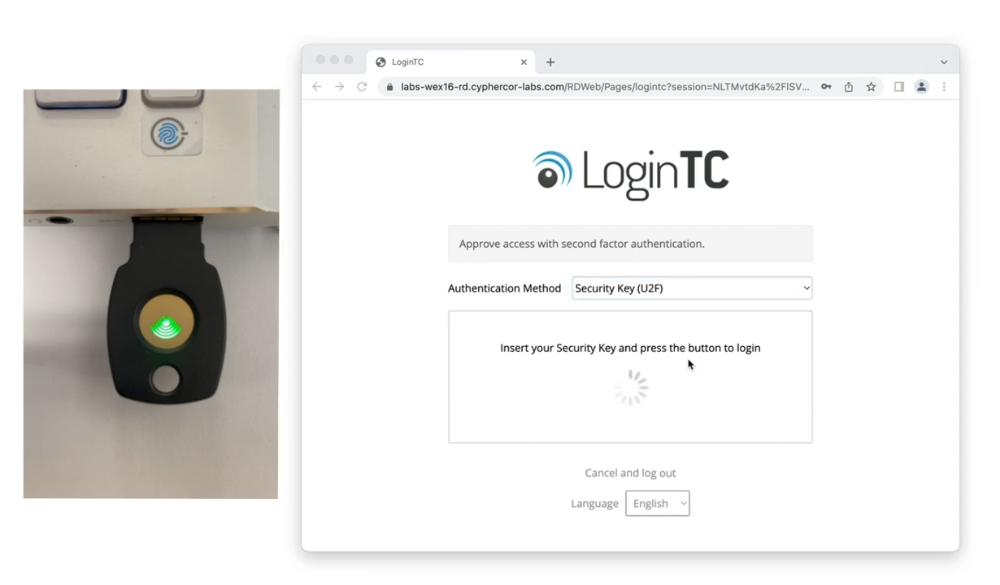 LoginTC
labs-wex16-rd.cyphercor-labs.com/RDWeb/Pages/logintc?session=NLTMvtdKa%2FISV...
LoginTC
Approve access with second factor authentication.
Authentication Method Security Key (U2F)
Insert your Security Key and press the button to login
Cancel and log out
Language English